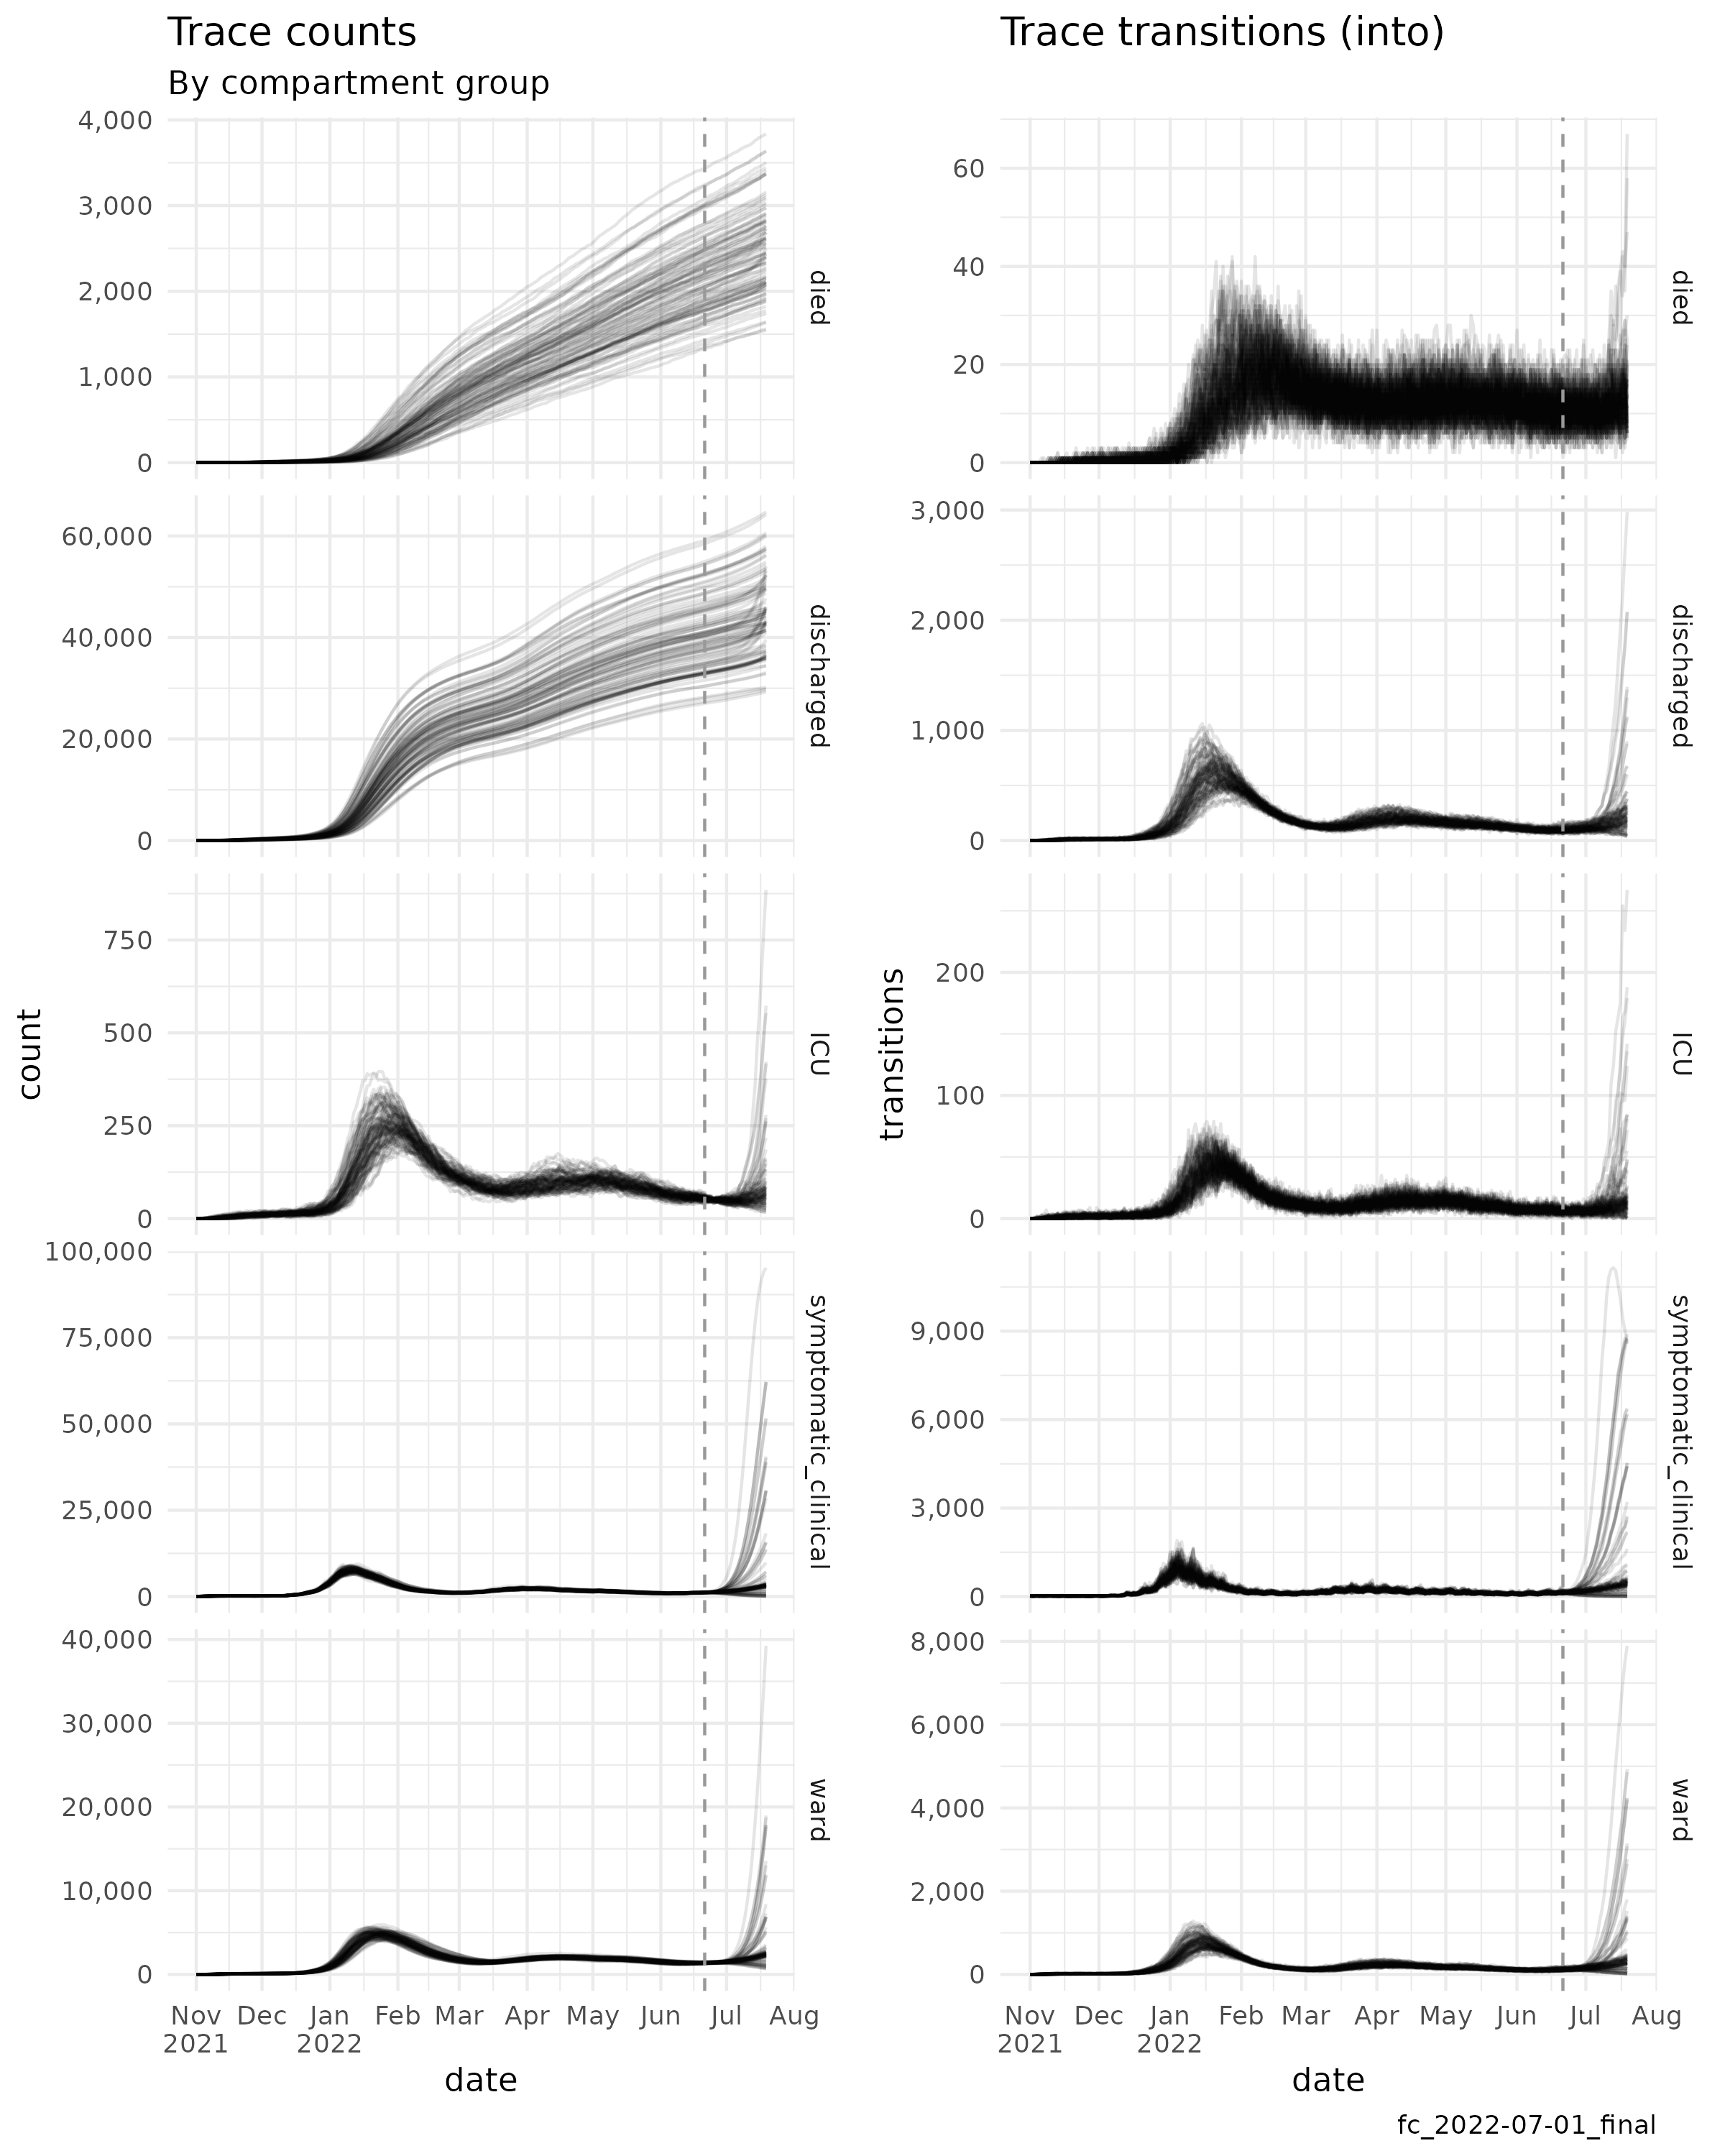 Trace counts
By compartment group
count
4,000
3,000
2,000
1,000
0
died
60,000
40,000
20,000
0
discharged
750
500
250
0
ICU
100,000
75,000
50,000
25,000
0
symptomatic_clinical
40,000
30,000
20,000
10,000
0
ward
Nov Dec Jan Feb Mar Apr May Jun Jul Aug
2021 2022
date
Trace transitions (into)
transitions
60
40
20
0
died
3,000
2,000
1,000
0
discharged
200
100
0
ICU
9,000
6,000
3,000
0
symptomatic_clinical
8,000
6,000
4,000
2,000
0
ward
Nov Dec Jan Feb Mar Apr May Jun Jul Aug
2021 2022
date
fc_2022-07-01_final